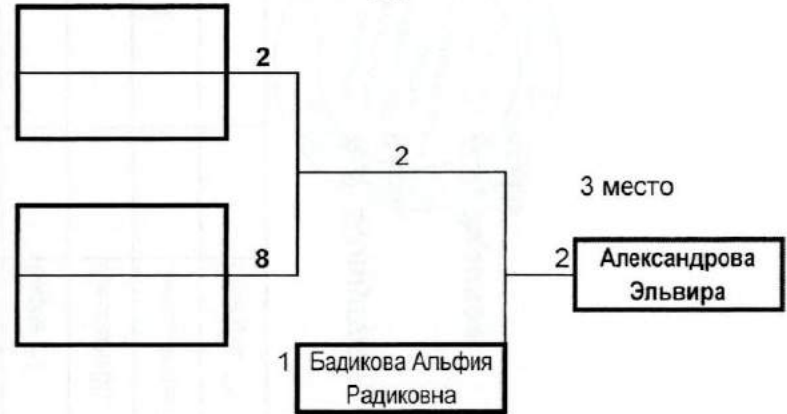 2
2
3 место
8
2
Александрова
Эльвира
1
Бадикова Альфия
Радиковна